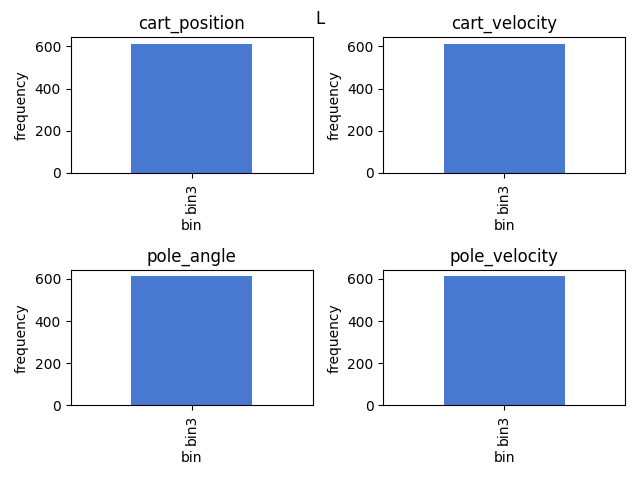 L
cart_position
cart_velocity
frequency
600
400
200
0
bin3
bin
frequency
600
400
200
0
bin3
bin
pole_angle
pole_velocity
frequency
600
400
200
0
bin3
bin
frequency
600
400
200
0
bin3
bin